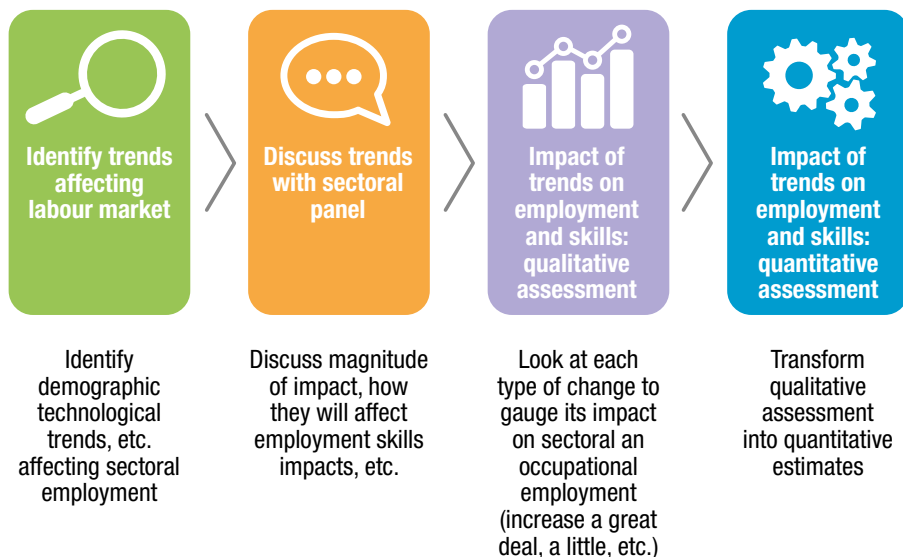 Identify trends
affecting
labour market
Discuss trends
with sectoral
panel
Impact of
trends on
employment
and skills:
qualitative
assessment
Impact of
trends on
employment
and skills:
quantitative
assessment
Identify
demographic
technological
trends, etc.
affecting sectoral
employment
Discuss magnitude
of impact, how
they will affect
employment skills
impacts, etc.
Look at each
type of change to
gauge its impact
on sectoral an
occupational
employment
(increase a great
deal, a little, etc.)
Transform
qualitative
assessment
into quantitative
estimates